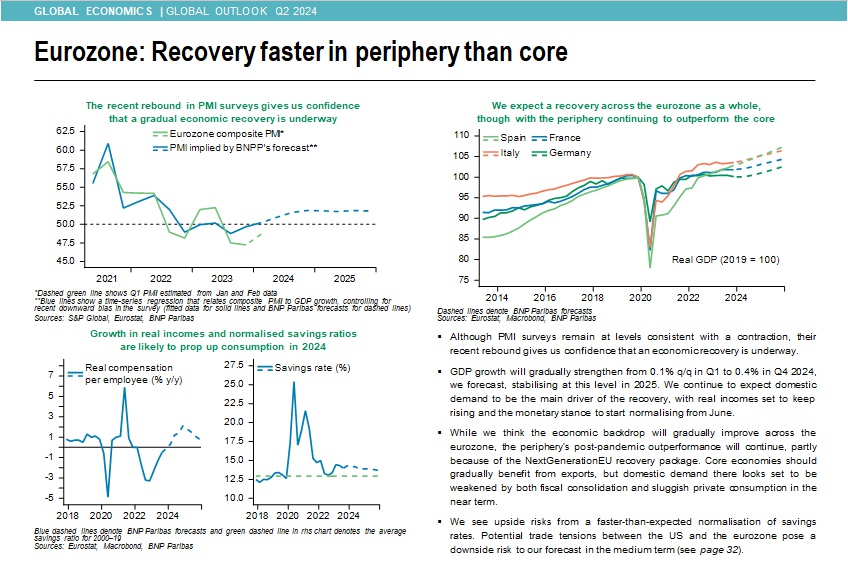 GLOBAL ECONOMICS | GLOBAL OUTLOOK Q2 2024
Eurozone: Recovery faster in periphery than core
The recent rebound in PMI surveys gives us confidence
that a gradual economic recovery is underway
62.5
60.0
57.5
55.0
52.5
50.0
47.5
45.0
Eurozone composite PMI*
PMI implied by BNPP's forecast**
2021 2022 2023 2024 2025
*Dashed green line shows Q1 PMI estimated from Jan and Feb data
**Blue lines show a time-series regression that relates composite PMI to GDP growth, controlling for
recent downward bias in the survey (fitted data for solid lines and BNP Paribas forecasts for dashed lines)
Sources: S&P Global, Eurostat, BNP Paribas
Growth in real incomes and normalised savings ratios
are likely to prop up consumption in 2024
7
5
3
1
-1
-3
-5
Real compensation
per employee (% y/y)
2018 2020 2022 2024
27.5
25.0
22.5
20.0
17.5
15.0
12.5
10.0
Savings rate (%)
2018 2020 2022 2024
Blue dashed lines denote BNP Paribas forecasts and green dashed line in rhs chart denotes the average
savings ratio for 2000–19
Sources: Eurostat, Macrobond, BNP Paribas
We expect a recovery across the eurozone as a whole,
though with the periphery continuing to outperform the core
110
105
100
95
90
85
80
75
Spain France
Italy Germany
Real GDP (2019 = 100)
2014 2016 2018 2020 2022 2024
Dashed lines denote BNP Paribas forecasts
Sources: Eurostat, Macrobond, BNP Paribas
▪ Although PMI surveys remain at levels consistent with a contraction, their
recent rebound gives us confidence that an economic recovery is underway.
▪ GDP growth will gradually strengthen from 0.1% q/q in Q1 to 0.4% in Q4 2024,
we forecast, stabilising at this level in 2025. We continue to expect domestic
demand to be the main driver of the recovery, with real incomes set to keep
rising and the monetary stance to start normalising from June.
▪ While we think the economic backdrop will gradually improve across the
eurozone, the periphery's post-pandemic outperformance will continue, partly
because of the NextGenerationEU recovery package. Core economies should
gradually benefit from exports, but domestic demand there looks set to be
weakened by both fiscal consolidation and sluggish private consumption in the
near term.
▪ We see upside risks from a faster-than-expected normalisation of savings
rates. Potential trade tensions between the US and the eurozone pose a
downside risk to our forecast in the medium term (see page 32).